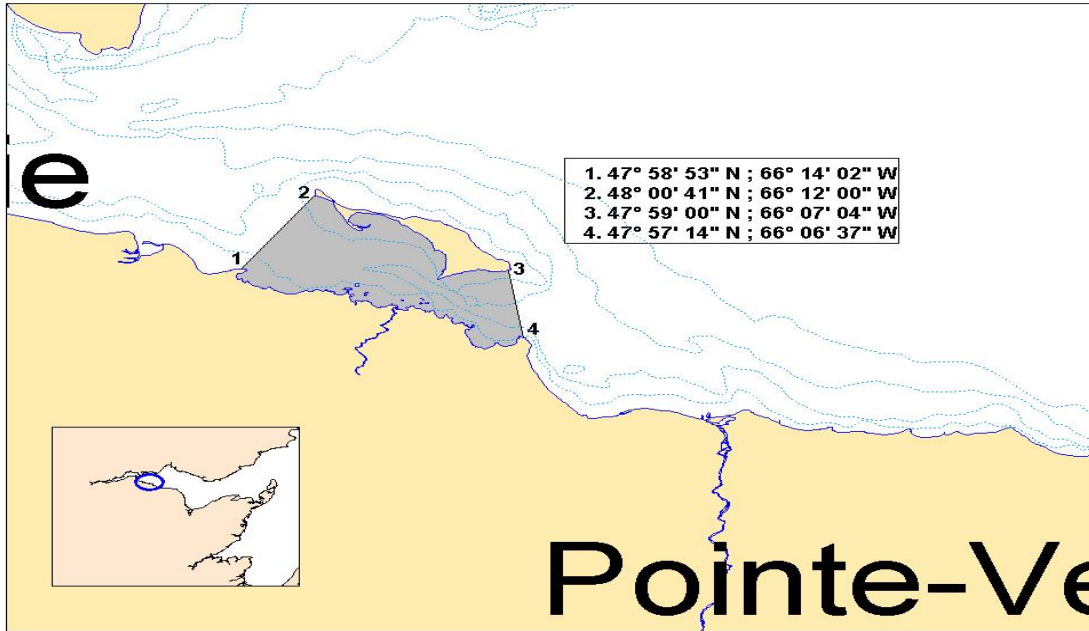 ie
2
1
3
4
1. 47° 58' 53" N ; 66° 14' 02" W
2. 48° 00' 41" N ; 66° 12' 00" W
3. 47° 59' 00" N ; 66° 07' 04" W
4. 47° 57' 14" N ; 66° 06' 37" W
Pointe-Ve